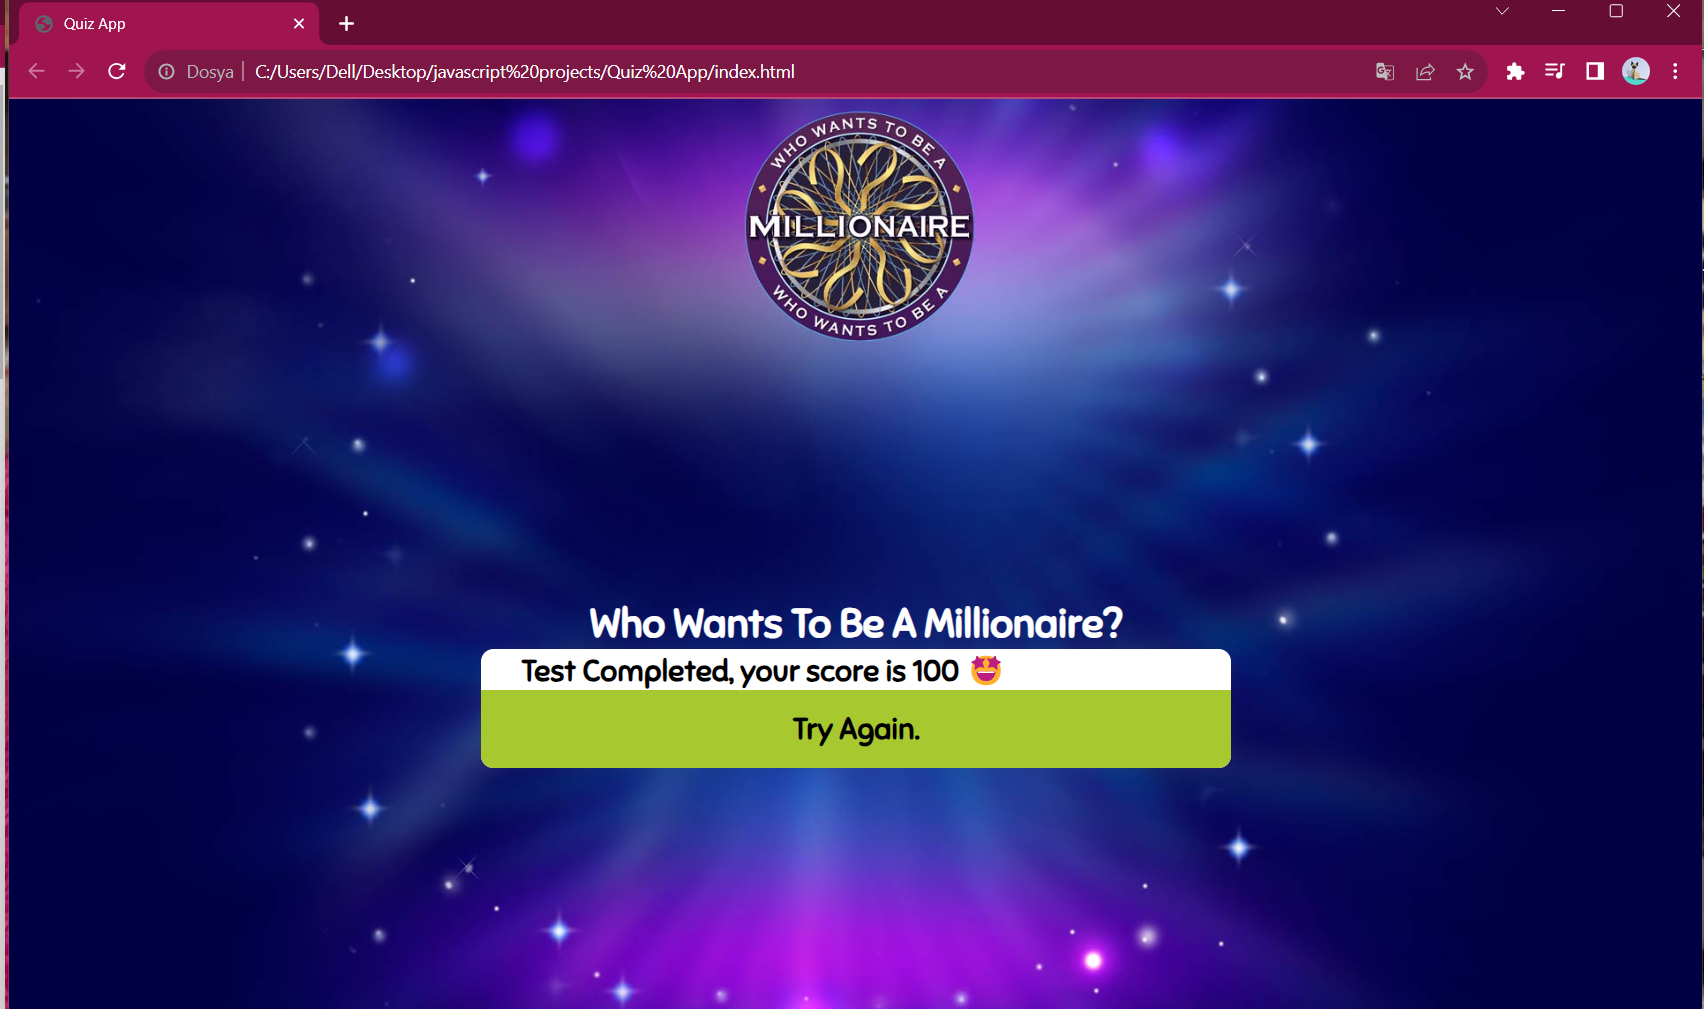 Quiz App
Dosya
C:/Users/Dell/Desktop/javascript%20projects/Quiz%20App/index.html
WHO WANTS TO BE A
MILLIONAIRE
WHO WANTS TO BE A
Who Wants To Be A Millionaire?
Test Completed, your score is 100 🤩
Try Again.